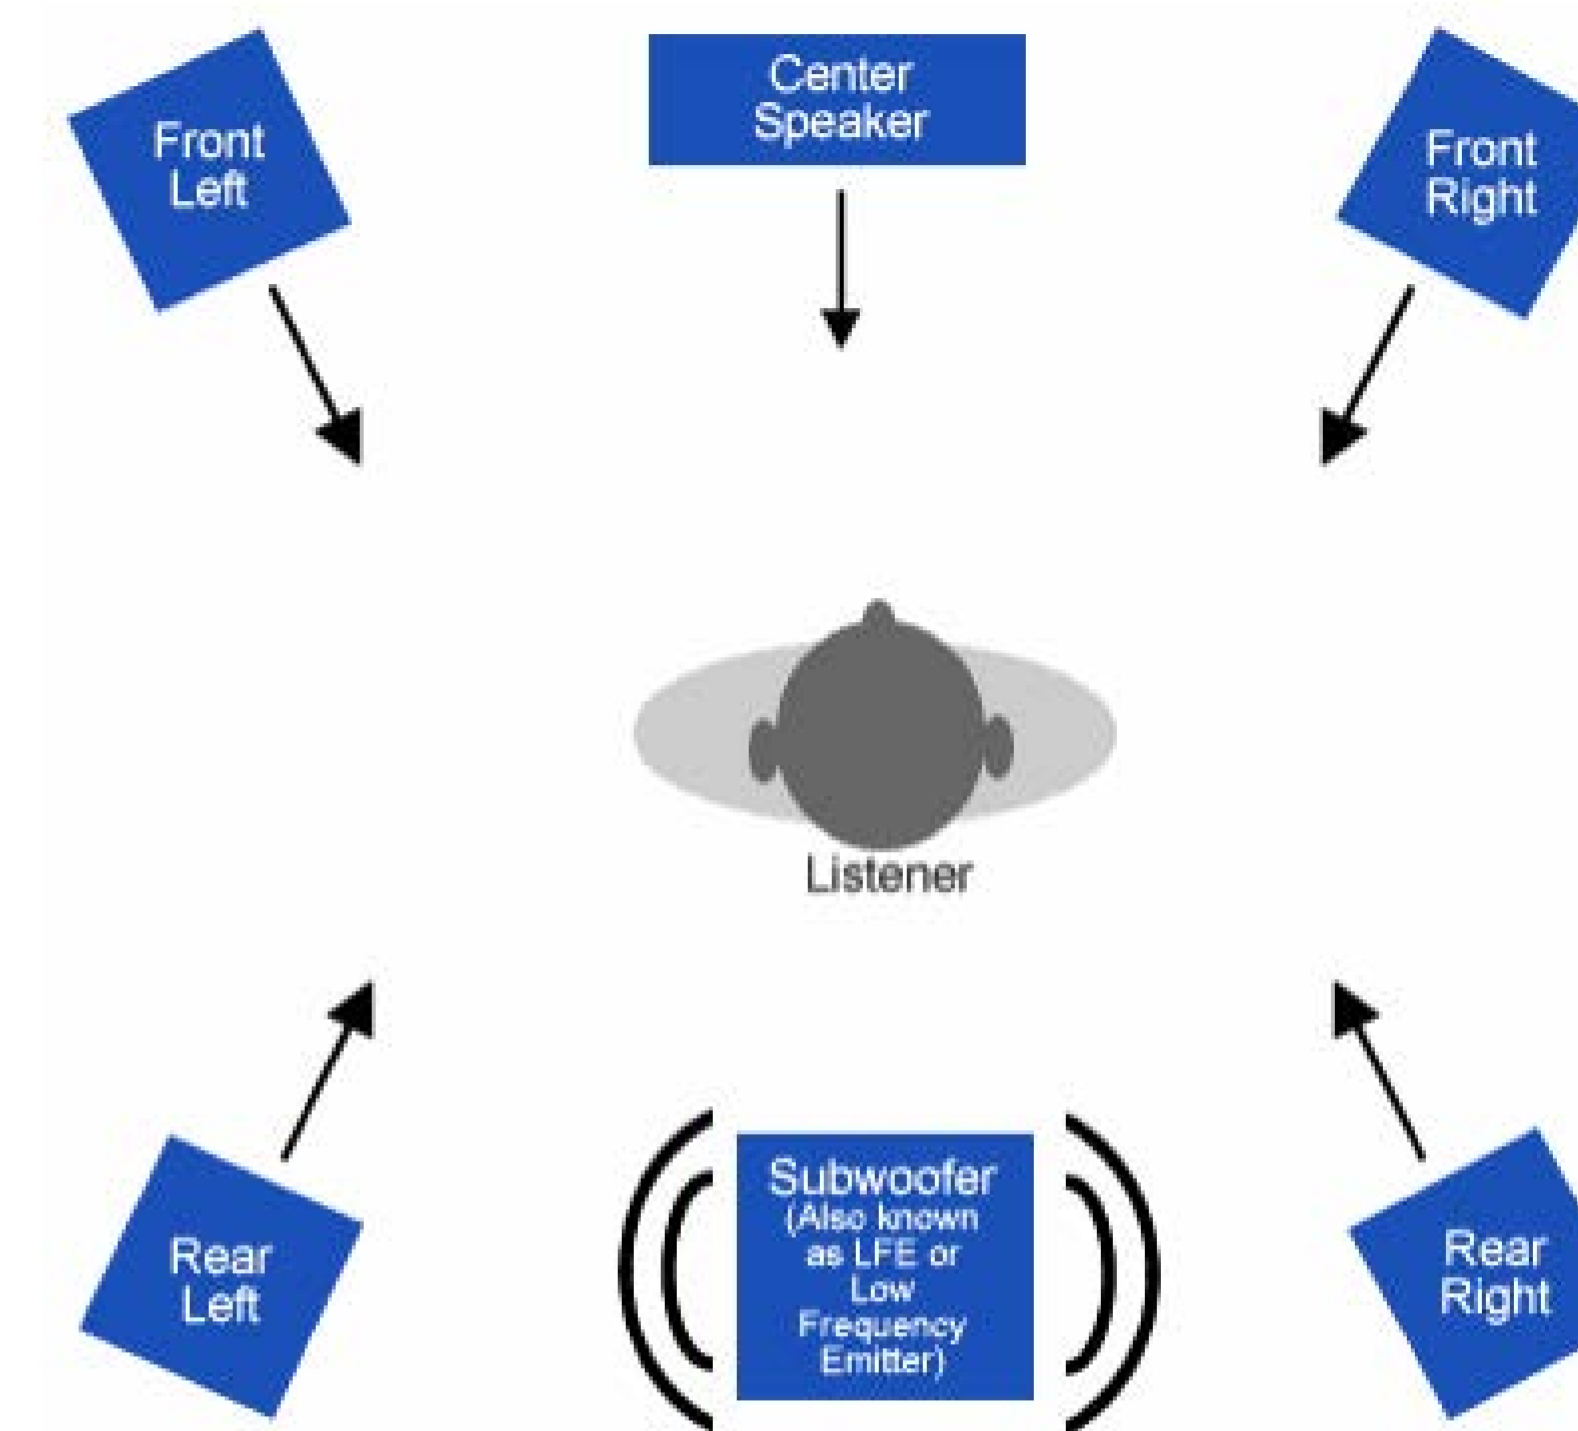 Front
Left
Center
Speaker
Front
Right
Listener
Rear
Left
Subwoofer
(Also known
as LFE or
Low
Frequency
Emitter)
Rear
Right